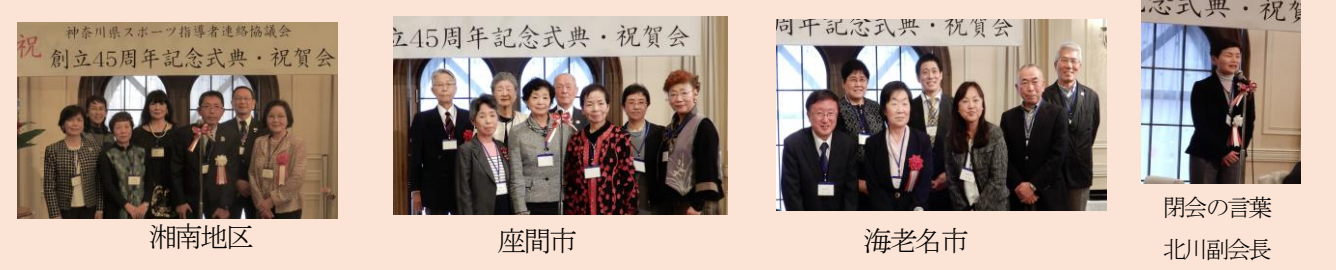 祝
神奈川県スポーツ指導者連絡協議会
創立45周年記念式典・祝賀会
立45周年記念式典・祝賀会
周年記念式典・祝賀会
念式典・祝賀
湘南地区
座間市
海老名市
閉会の言葉
北川副会長